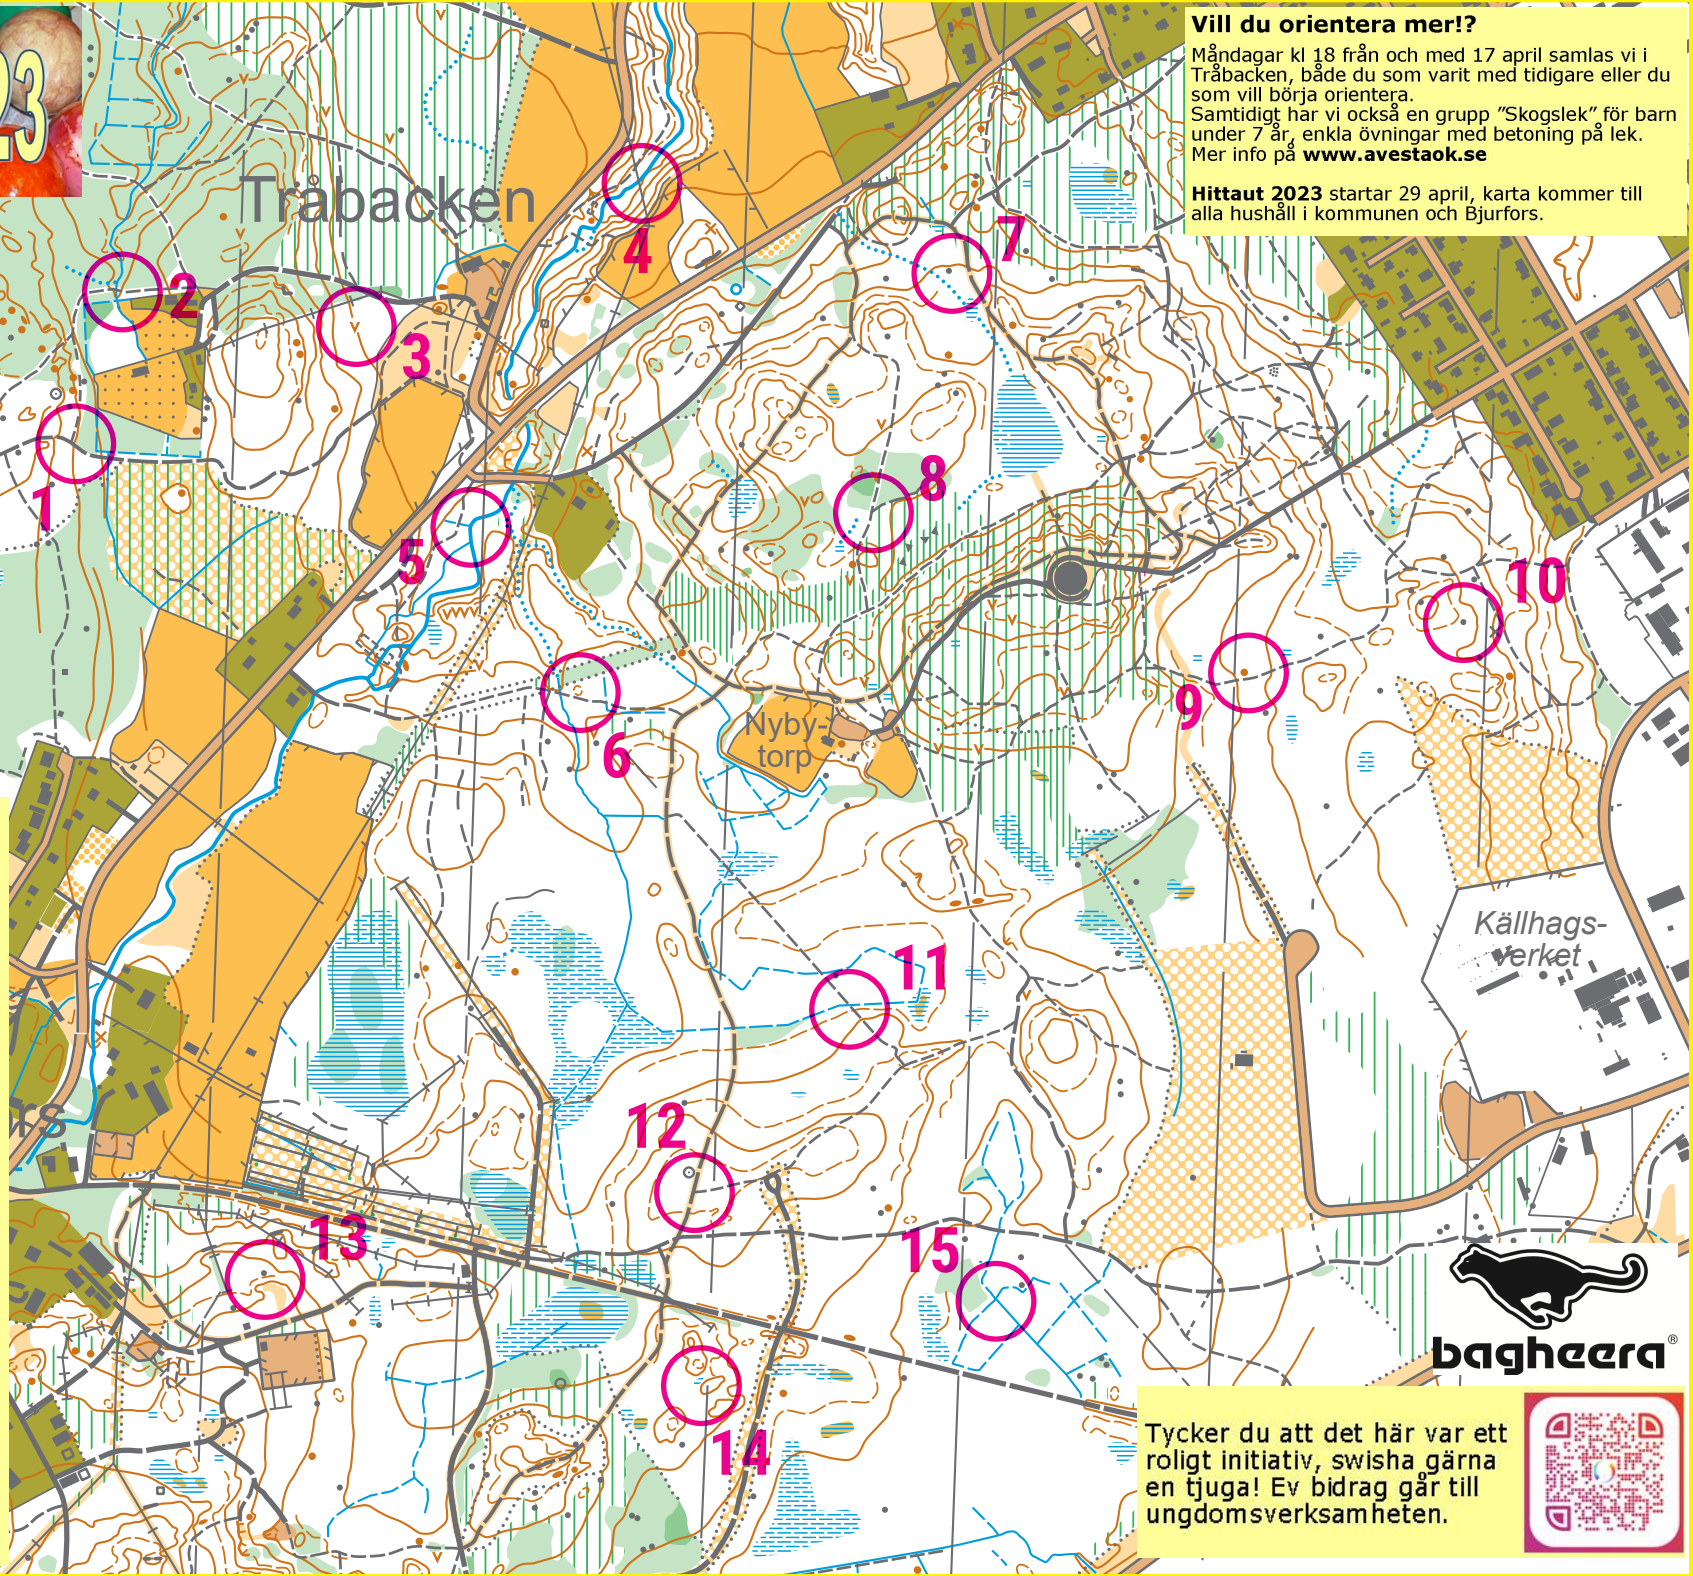 23
Vill du orientera mer!?
Måndagar kl 18 från och med 17 april samlas vi i
Tråbacken, både du som varit med tidigare eller du
som vill börja orientera.
Samtidigt har vi också en grupp ”Skogslek” för barn
under 7 år, enkla övningar med betoning på lek.
Mer info på www.avestaok.se
Hittaut 2023 startar 29 april, karta kommer till
alla hushåll i kommunen och Bjurfors.
Tråbacken
4
7
2
3
8
1
5
10
9
6
Nyby-
torp
11
Källhags-
verket
rs
12
13
15
14
bagheera®
Tycker du att det här var ett
roligt initiativ, swisha gärna
en tjuga! Ev bidrag går till
ungdomsverksamheten.